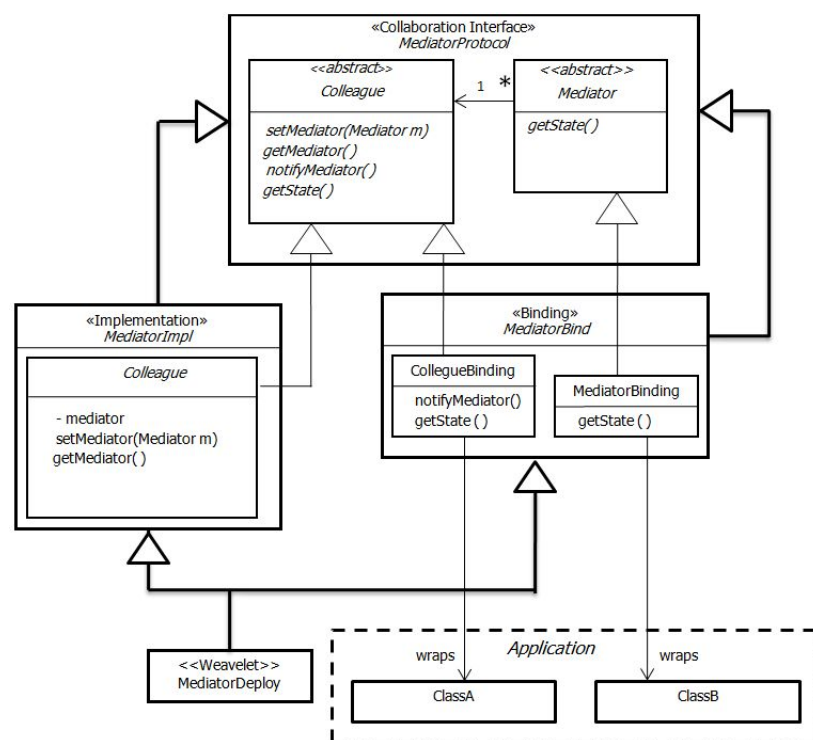 «Collaboration Interface»
MediatorProtocol
<<abstract>>
Colleague
setMediator(Mediator m)
getMediator( )
notifyMediator( )
getState( )
1 *
<<abstract>>
Mediator
getState( )
«Implementation»
MediatorImpl
Colleague
- mediator
setMediator(Mediator m)
getMediator( )
«Binding»
MediatorBind
CollegueBinding
notifyMediator()
getState ( )
MediatorBinding
getState ( )
<<Weavelet>>
MediatorDeploy
Application
wraps
wraps
ClassA
ClassB